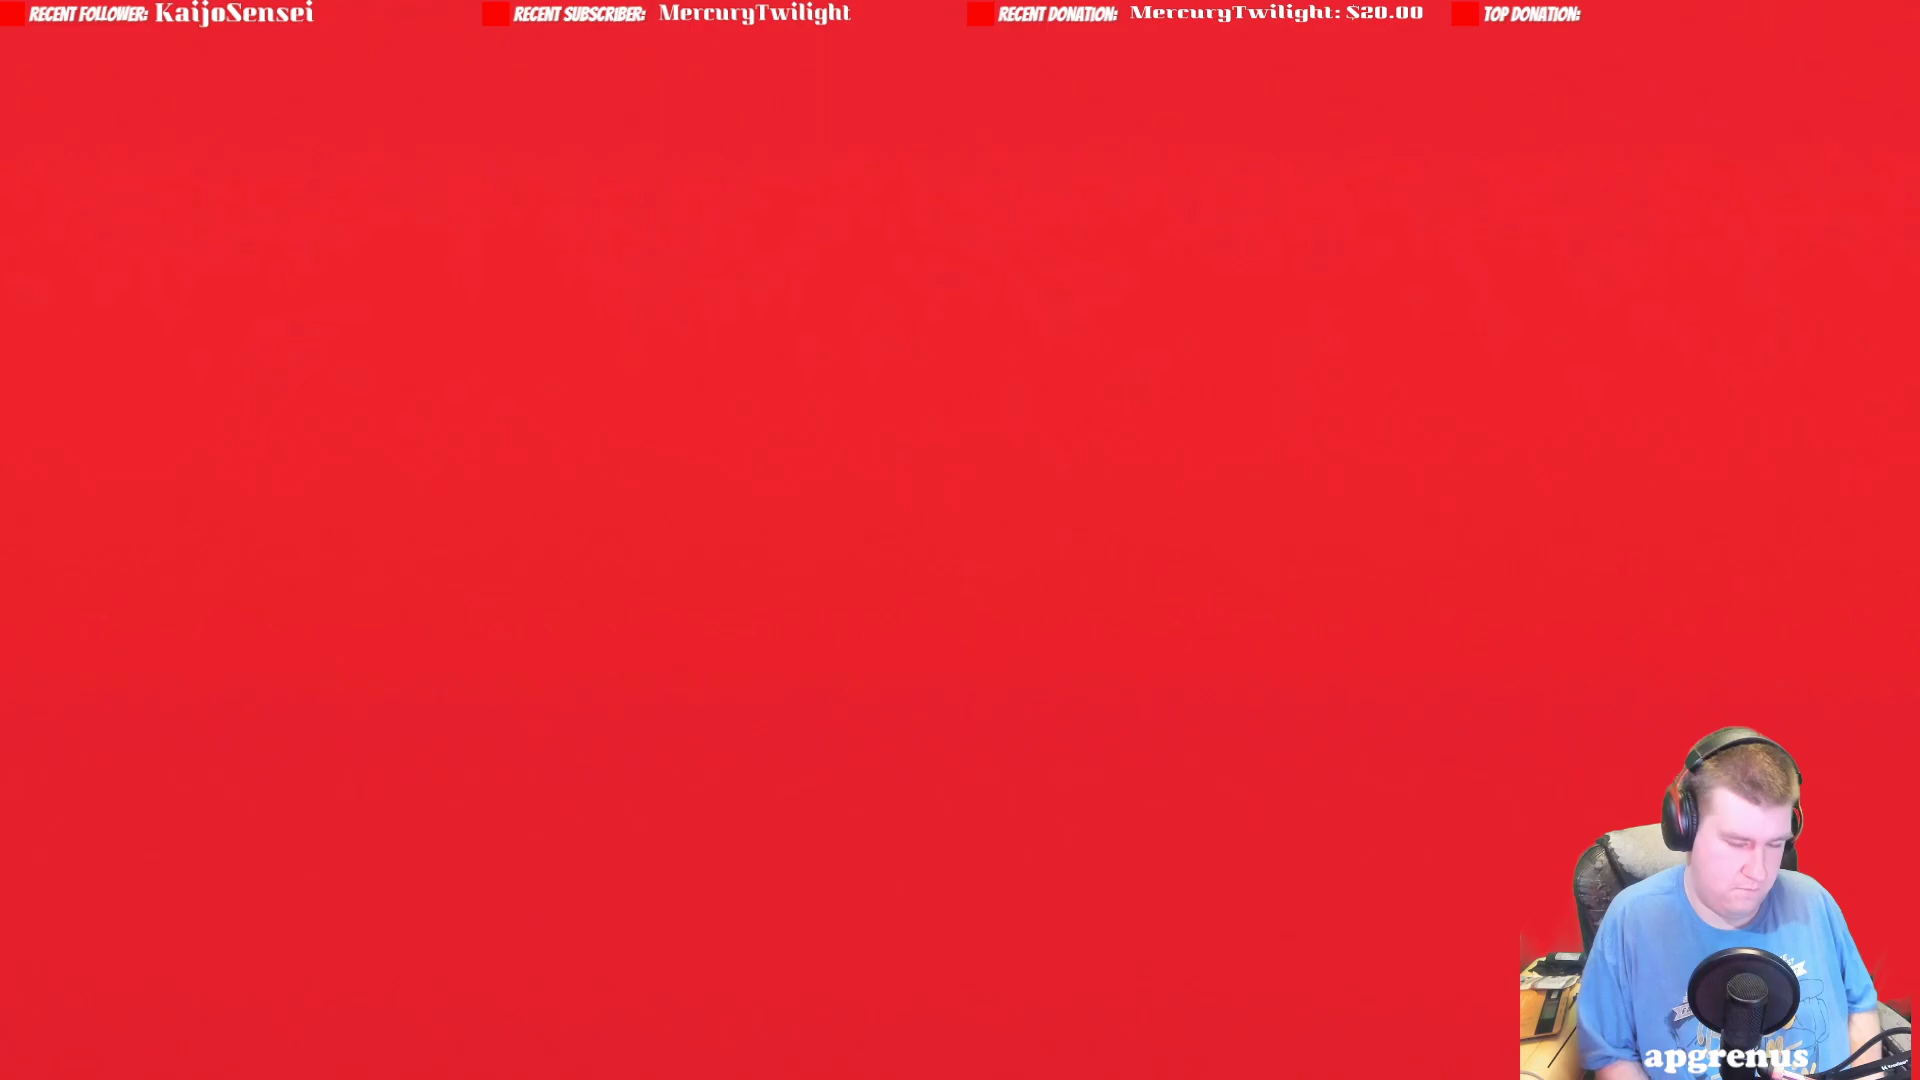 RECENT FOLLOWER: KaijoSensei
RECENT SUBSCRIBER: MercuryTwilight
RECENT DONATION: MercuryTwilight: $20.00
TOP DONATION:
apgrenus